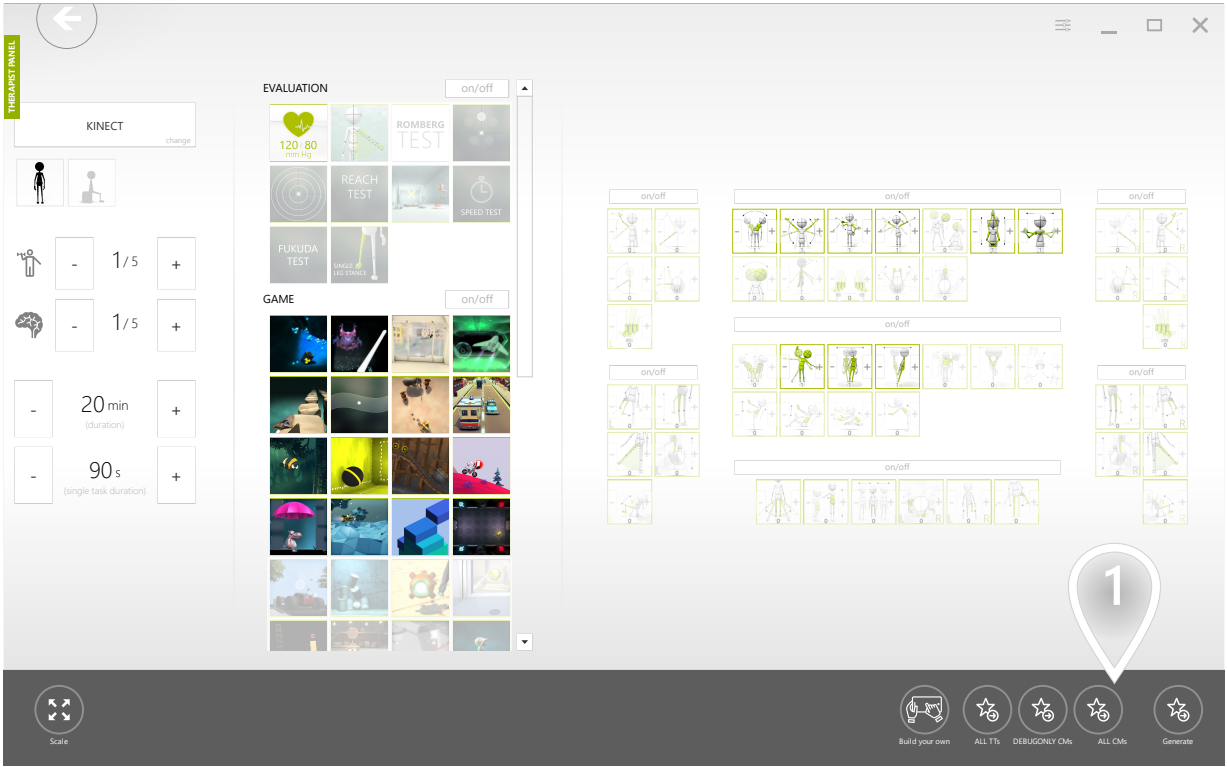 THERAPIST PANEL
KINECT
change
-
1/5
+
-
1/5
+
-
20 min
(duration)
+
-
90 s
(single task duration)
+
EVALUATION
on/off
120 80
mm Hg
ROMBERG
TEST
REACH
TEST
SPEED TEST
FUKUDA
TEST
SINGLE
LEG STANCE
GAME
on/off
on/off
on/off
on/off
on/off
on/off
on/off
on/off
1
Scale
Build your own
ALL TTs
DEBUGONLY CMs
ALL CMs
Generate